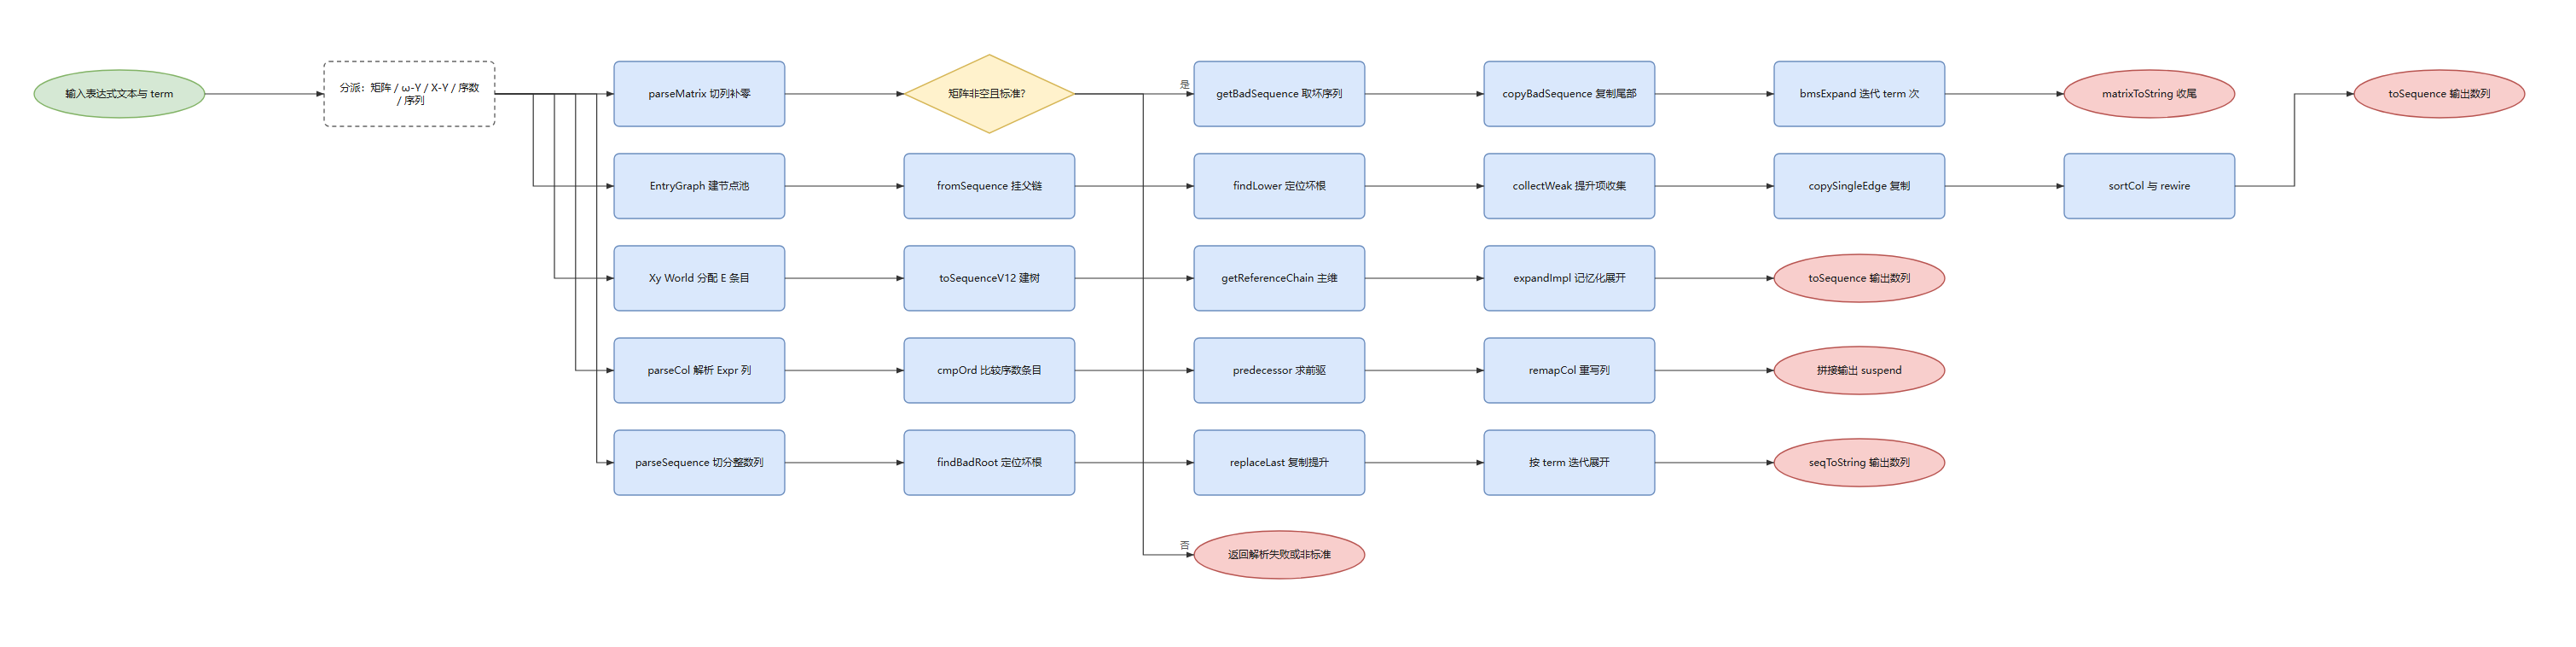 输入表达式文本与 term
分派：矩阵 / ω-Y / X-Y / 序数
/ 序列
parseMatrix 切列补零
矩阵非空且标准？
是
getBadSequence 取坏序列
copyBadSequence 复制尾部
bmsExpand 迭代 term 次
matrixToString 收尾
toSequence 输出数列
EntryGraph 建节点池
fromSequence 挂父链
findLower 定位坏根
collectWeak 提升项收集
copySingleEdge 复制
sortCol 与 rewire
Xy World 分配 E 条目
toSequenceV12 建树
getReferenceChain 主维
expandImpl 记忆化展开
toSequence 输出数列
parseCol 解析 Expr 列
cmpOrd 比较序数条目
predecessor 求前驱
remapCol 重写列
拼接输出 suspend
parseSequence 切分整数列
findBadRoot 定位坏根
replaceLast 复制提升
按 term 迭代展开
seqToString 输出数列
否
返回解析失败或非标准